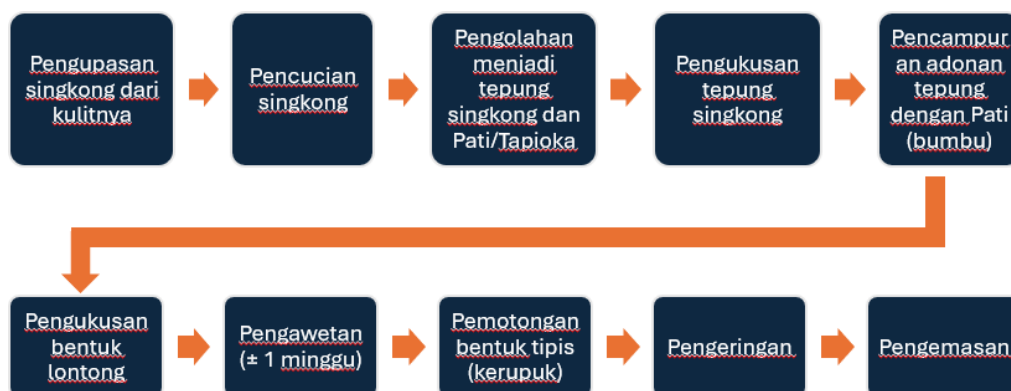 Pengupasan
singkong dari
kulitnya
Pencucian
singkong
Pengolahan
menjadi
tepung
singkong dan
Pati/Tapioka
Pengukusan
tepung
singkong
Pencampur
an adonan
tepung
dengan Pati
(bumbu)
Pengukusan
bentuk
lontong
Pengawetan
(± 1 minggu)
Pemotongan
bentuk tipis
(kerupuk)
Pengeringan
Pengemasan